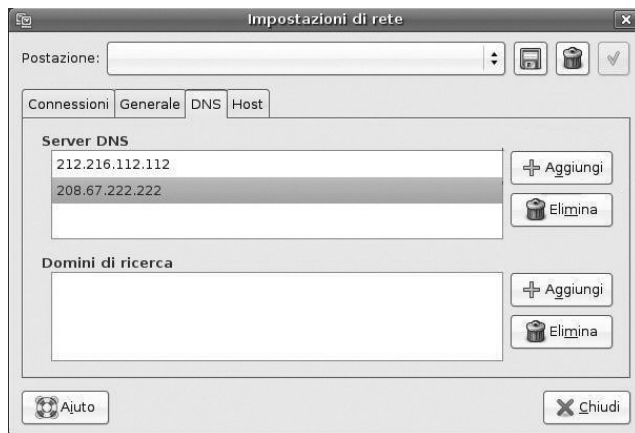 Impostazioni di rete
Postazione:
Connessioni Generale DNS Host
Server DNS
212.216.112.112
208.67.222.222
Aggiungi
Elimina
Domini di ricerca
Aggiungi
Elimina
Aiuto
Chiudi